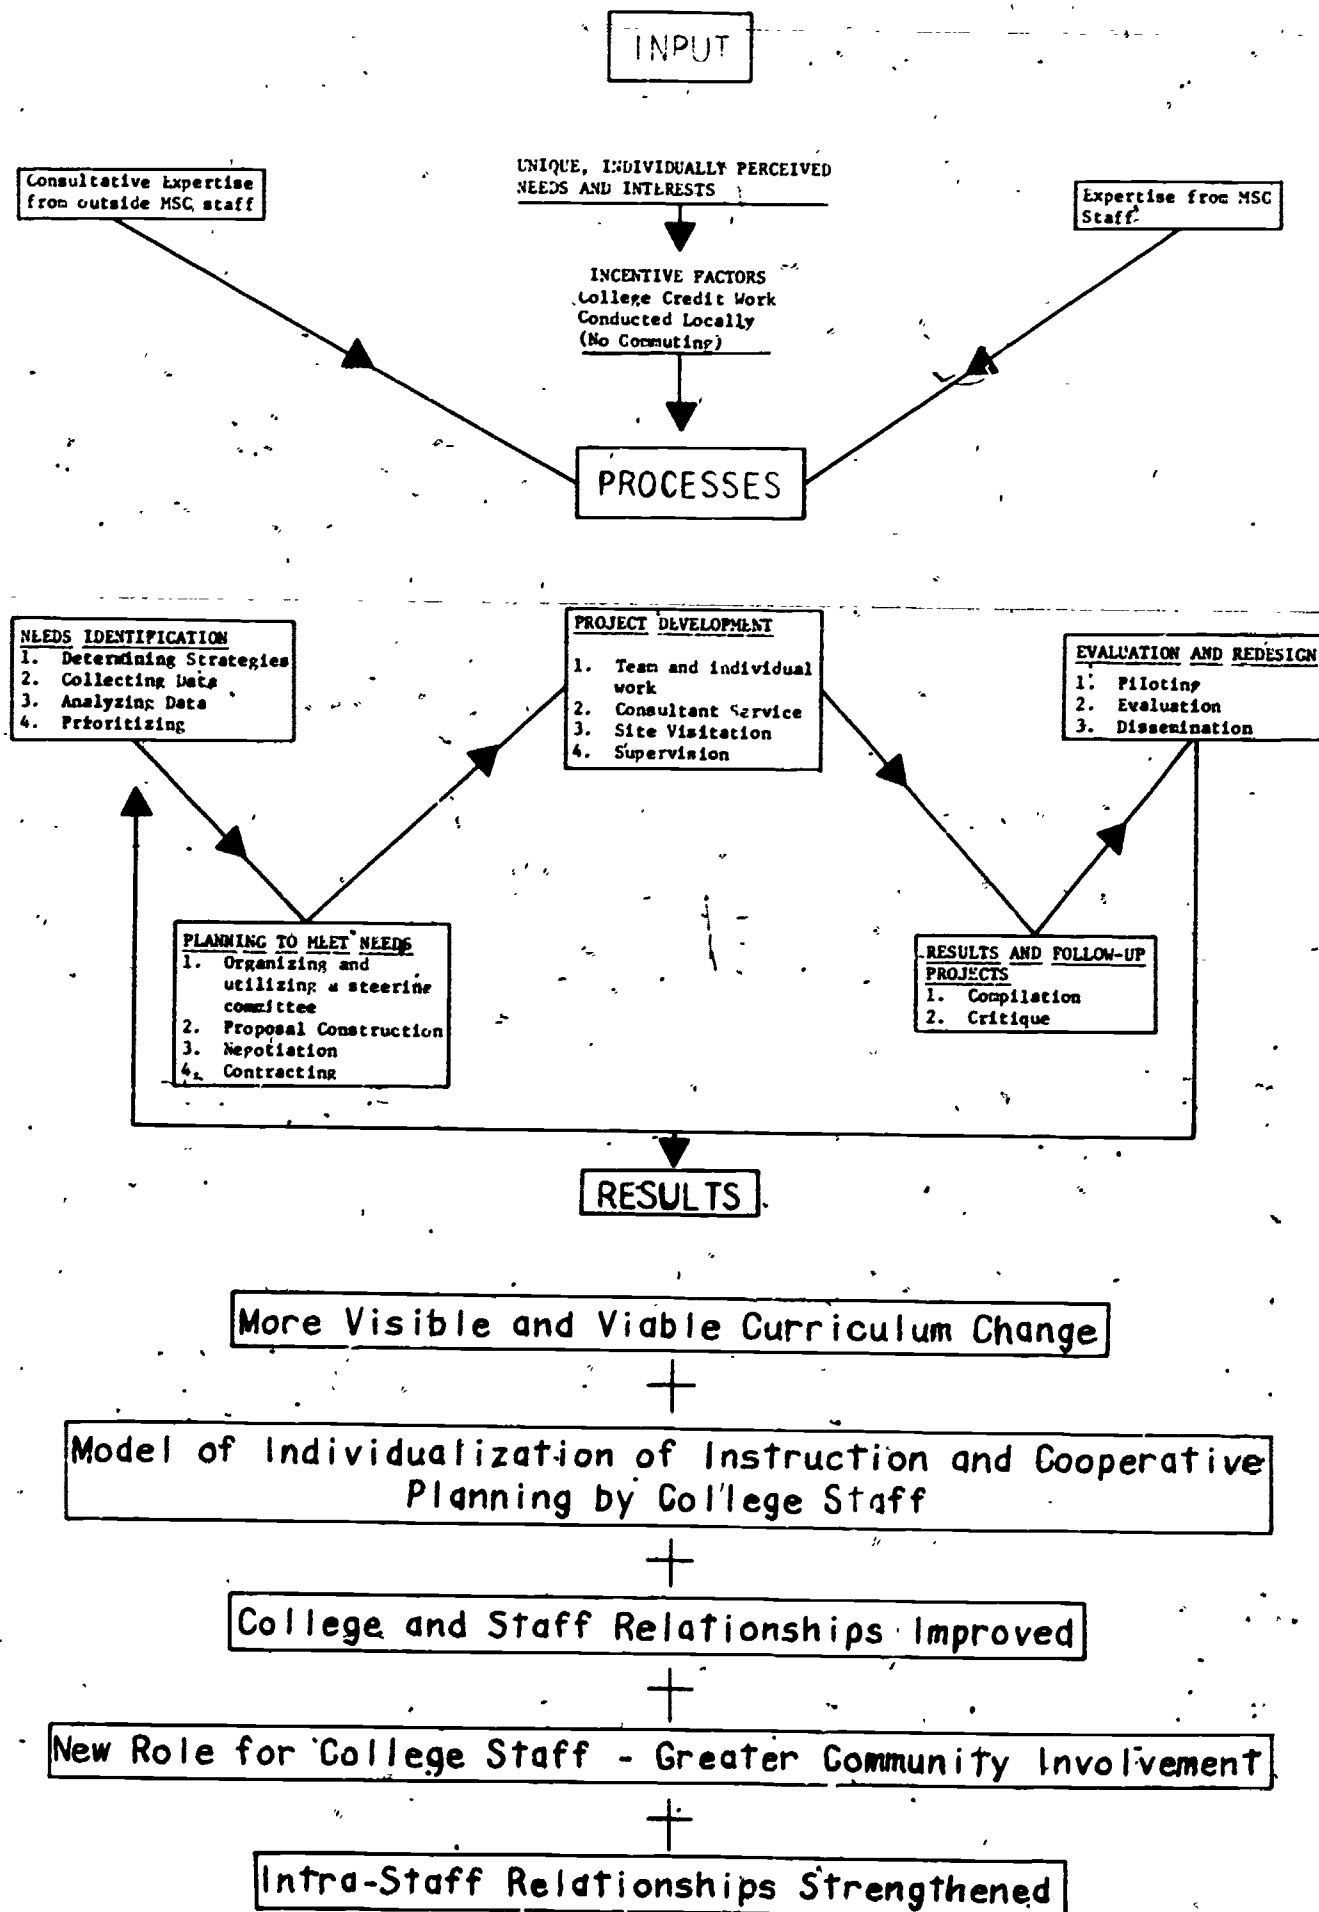 INPUT
Consultative Expertise
from outside MSC staff
UNIQUE, INDIVIDUALLY PERCEIVED
NEEDS AND INTERESTS
Expertise from MSC
Staff
INCENTIVE FACTORS
College Credit Work
Conducted Locally
(No Commuting)
PROCESSES
NEEDS IDENTIFICATION
1. Determining Strategies
2. Collecting Data
3. Analyzing Data
4. Prioritizing
PROJECT DEVELOPMENT
1. Team and individual
work
2. Consultant Service
3. Site Visitation
4. Supervision
EVALUATION AND REDESIGN
1. Piloting
2. Evaluation
3. Dissemination
PLANNING TO MEET NEEDS
1. Organizing and
utilizing a steering
committee
2. Proposal Construction
3. Negotiation
4. Contracting
RESULTS AND FOLLOW-UP
PROJECTS
1. Compilation
2. Critique
RESULTS
More Visible and Viable Curriculum Change
+
Model of Individualization of Instruction and Cooperative
Planning by College Staff
+
College and Staff Relationships Improved
+
New Role for College Staff - Greater Community Involvement
+
Intra-Staff Relationships Strengthened